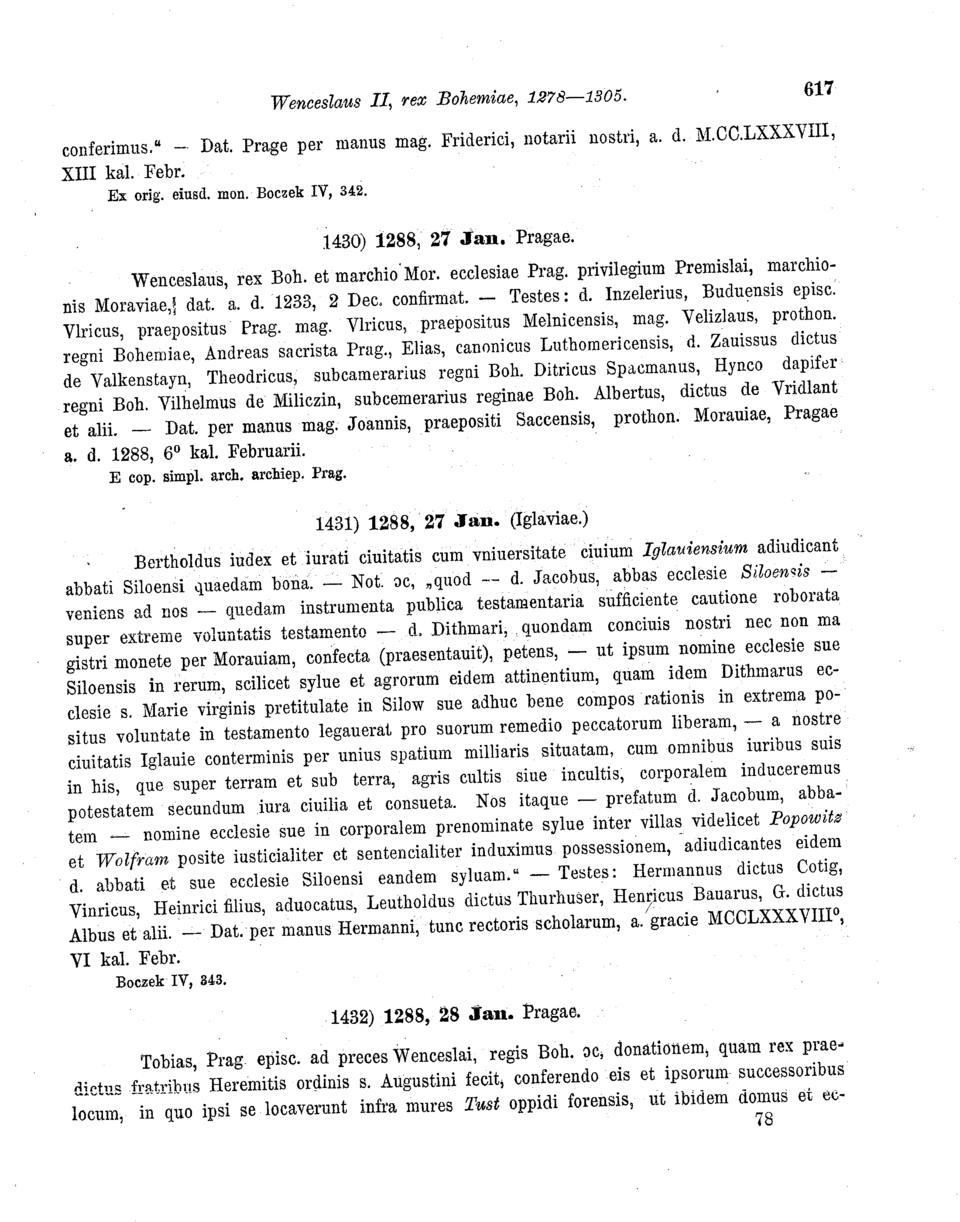 Wenceslaus II, rex Bohemiae, 1278—1305. 617
conferimus.“ — Dat. Prage per manus mag. Friderici, notarii nostri, a. d. M.CC.LXXXVIII,
XIII kal. Febr.
Ex orig. eiusd. mon. Boczek IV, 342.
1430) 1288, 27 Jan. Pragae.
Wenceslaus, rex Boh. et marchio Mor. ecclesiae Prag. privilegium Premislai, marchio-
nis Moraviae, dat. a. d. 1233, 2 Dec. confirmat. — Testes: d. Inzelerius, Buduensis episc.
Vlricus, praepositus Prag. mag. Vlricus, praepositus Melnicensis, mag. Velizlaus, prothon.
regni Bohemiae, Andreas sacrista Prag., Elias, canonicus Luthomericensis, d. Zauissus dictus
de Valkenstayn, Theodricus, subcamerarius regni Boh. Ditricus Spacmanus, Hynco dapifer
regni Boh. Vilhelmus de Miliczin, subcemerarius reginae Boh. Albertus, dictus de Vridlant
et alii. — Dat. per manus mag. Joannis, praepositi Saccensis, prothon. Morauiae, Pragae
a. d. 1288, 6⁰ kal. Februarii.
E cop. simpl. arch. archiep. Prag.
1431) 1288, 27 Jan. (Iglaviae.)
Bertholdus iudex et iurati ciuitatis cum vniuersitate ciuium Iglauiensium adiudicant
abbati Siloensi quaedam bona. — Not. ɔc, „quod -- d. Jacobus, abbas ecclesie Siloensis —
veniens ad nos — quedam instrumenta publica testamentaria sufficiente cautione roborata
super extreme voluntatis testamento — d. Dithmari, quondam conciuis nostri nec non ma
gistri monete per Morauiam, confecta (praesentauit), petens, — ut ipsum nomine ecclesie sue
Siloensis in rerum, scilicet sylue et agrorum eidem attinentium, quam idem Dithmarus ec-
clesie s. Marie virginis pretitulate in Silow sue adhuc bene compos rationis in extrema po-
situs voluntate in testamento legauerat pro suorum remedio peccatorum liberam, — a nostre
ciuitatis Iglauie conterminis per unius spatium milliaris situatam, cum omnibus iuribus suis
in his, que super terram et sub terra, agris cultis siue incultis, corporalem induceremus
potestatem secundum iura ciuilia et consueta. Nos itaque — prefatum d. Jacobum, abba-
tem — nomine ecclesie sue in corporalem prenominate sylue inter villas videlicet Popowitz
et Wolfram posite iusticialiter et sentencialiter induximus possessionem, adiudicantes eidem
d. abbati et sue ecclesie Siloensi eandem syluam.“ — Testes: Hermannus dictus Cotig,
Vinricus, Heinrici filius, aduocatus, Leutholdus dictus Thurhuser, Henricus Bauarus, G. dictus
Albus et alii. — Dat. per manus Hermanni, tunc rectoris scholarum, a. gracie MCCLXXXVIII⁰,
VI kal. Febr.
Boczek IV, 343.
1432) 1288, 28 Jan. Pragae.
Tobias, Prag. episc. ad preces Wenceslai, regis Boh. ɔc, donationem, quam rex prae-
dictus fratribus Heremitis ordinis s. Augustini fecit, conferendo eis et ipsorum successoribus
locum, in quo ipsi se locaverunt infra mures Tust oppidi forensis, ut ibidem domus et ec-
78